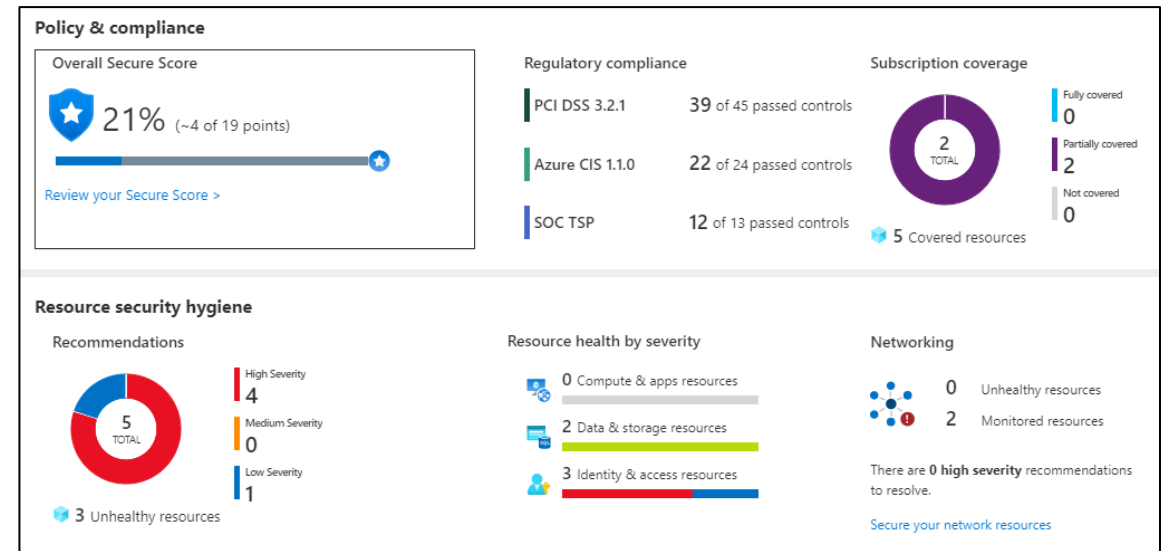 Policy & compliance
Overall Secure Score
21% (~4 of 19 points)
Review your Secure Score >
Regulatory compliance
PCI DSS 3.2.1 39 of 45 passed controls
Azure CIS 1.1.0 22 of 24 passed controls
SOC TSP 12 of 13 passed controls
Subscription coverage
2
TOTAL
Fully covered
0
Partially covered
2
Not covered
0
5 Covered resources
Resource security hygiene
Recommendations
5
TOTAL
High Severity
4
Medium Severity
0
Low Severity
1
3 Unhealthy resources
Resource health by severity
0 Compute & apps resources
2 Data & storage resources
SQL
3 Identity & access resources
Networking
0 Unhealthy resources
2 Monitored resources
There are 0 high severity recommendations
to resolve.
Secure your network resources